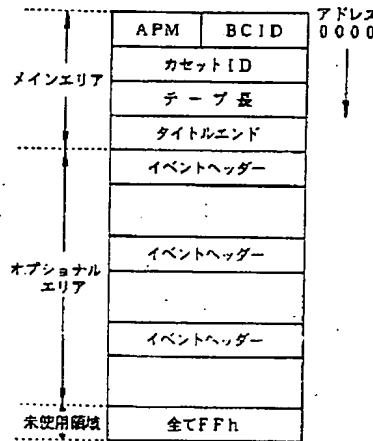 アドレス
0000
APM BCID
カセットID
メインエリア
テープ長
タイトルエンド
イベントヘッダー
イベントヘッダー
オプショナル
エリア
イベントヘッダー
未使用領域
全てFFh